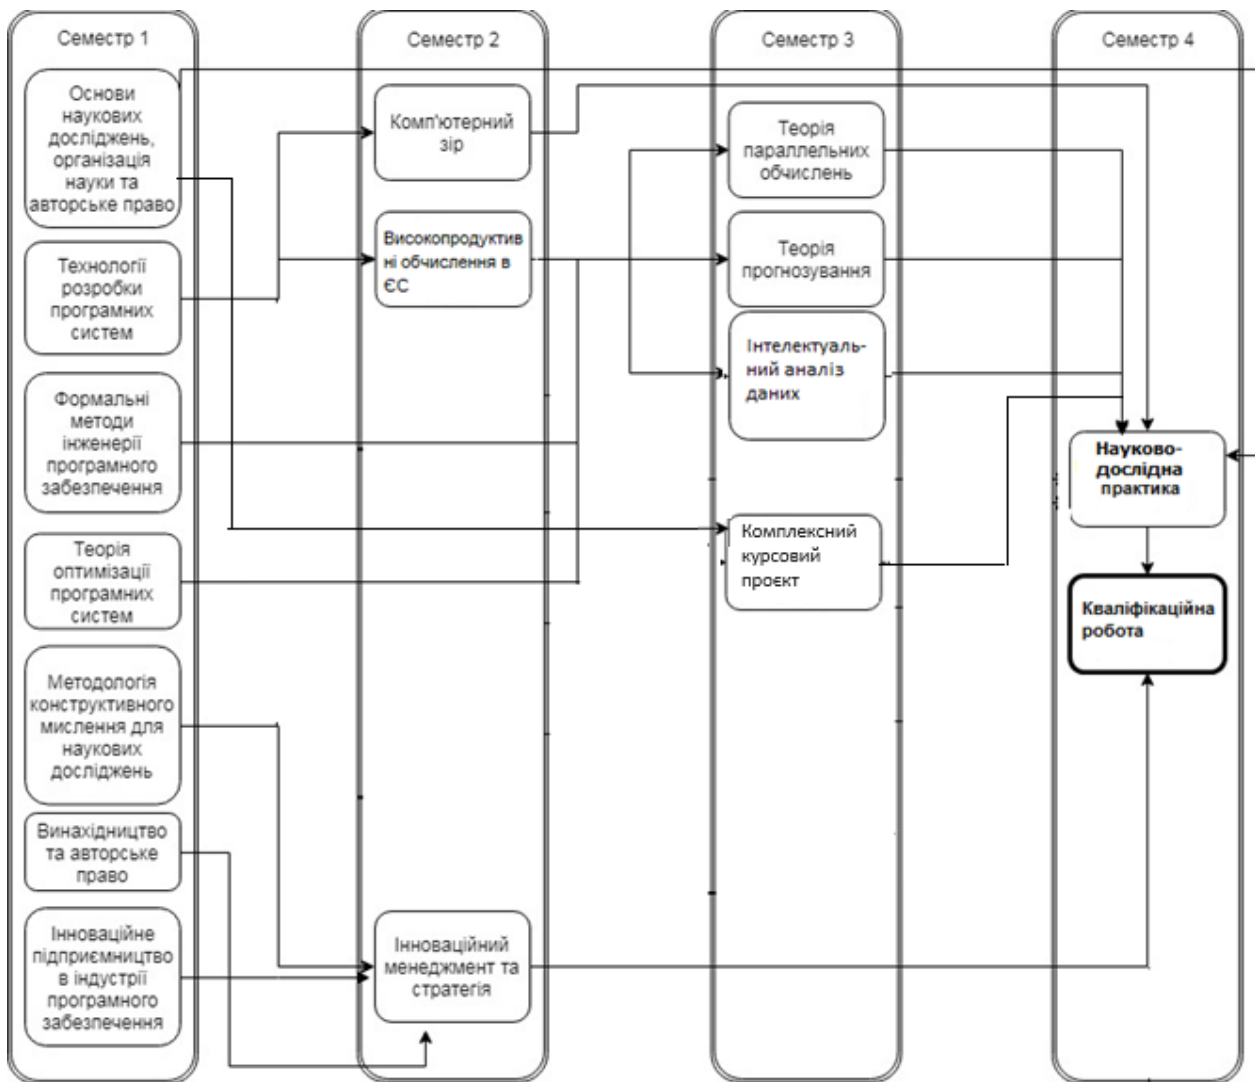 Семестр 1
Основи
наукових
досліджень,
організація
науки та
авторське право
Технології
розробки
програмних
систем
Формальні
методи
інженерії
програмного
забезпечення
Теорія
оптимізації
програмних
систем
Методологія
конструктивного
мислення для
наукових
досліджень
Винахідництво
та авторське
право
Інноваційне
підприємництво
в індустрії
програмного
забезпечення
Семестр 2
Комп'ютерний
зір
Високопродуктив
ні обчислення в
ЄС
Інноваційний
менеджмент та
стратегія
Семестр 3
Теорія
параллельних
обчислень
Теорія
прогнозування
Інтелектуаль-
ний аналіз
даних
Комплексний
курсовий
проєкт
Семестр 4
Науково-
дослідна
практика
Кваліфікаційна
робота